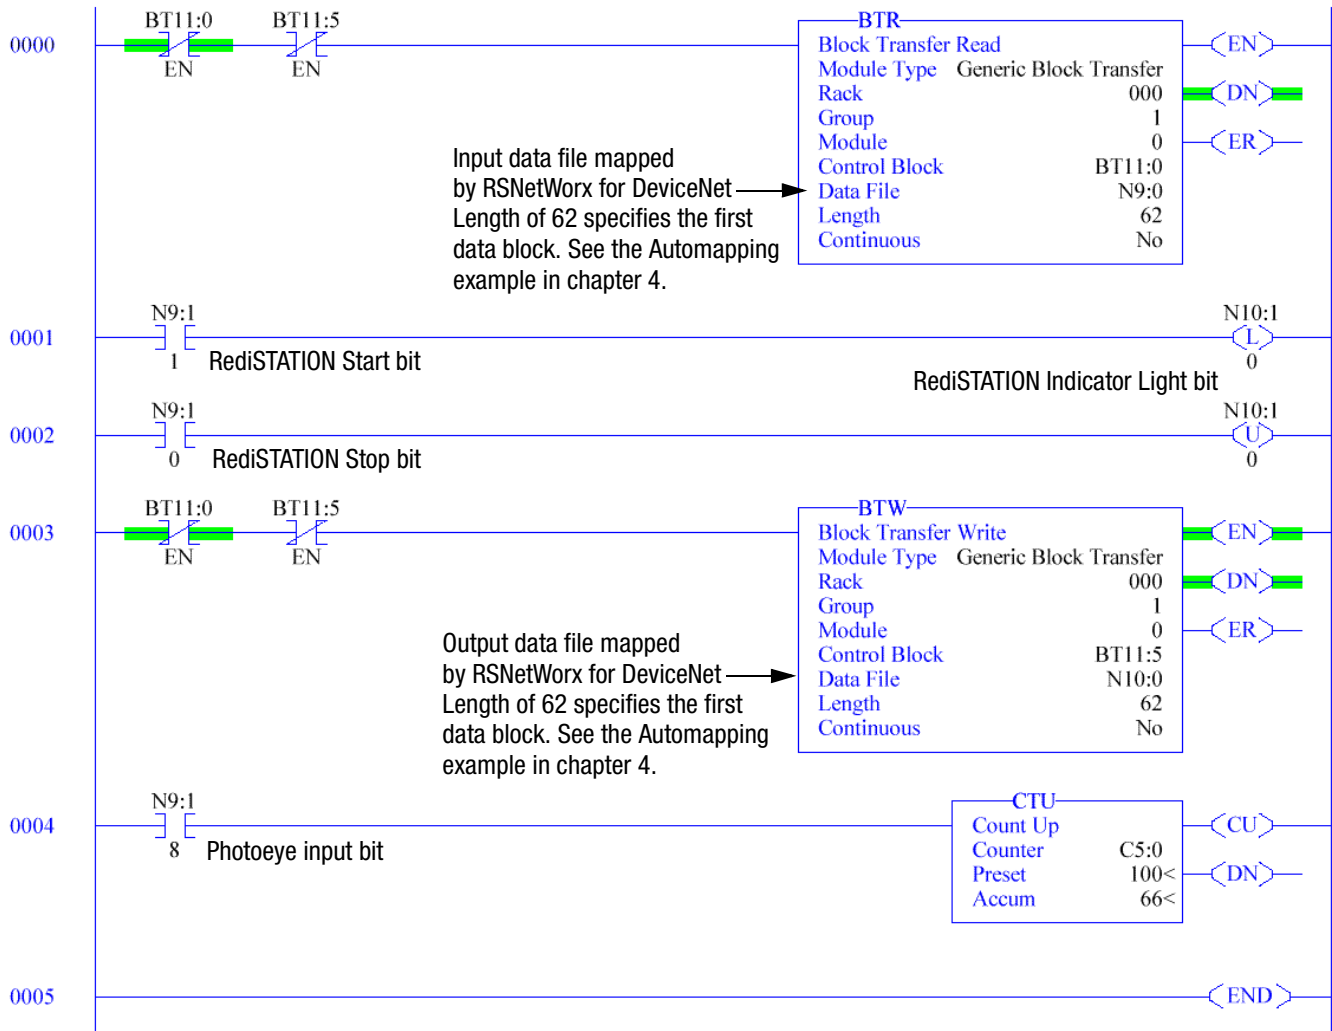 BT11:0 BT11:5
0000
EN EN
BTR
Block Transfer Read
Module Type Generic Block Transfer
Rack 000
Group 1
Module 0
Control Block BT11:0
Data File N9:0
Length 62
Continuous No
EN
DN
ER
Input data file mapped
by RSNetWorx for DeviceNet
Length of 62 specifies the first
data block. See the Automapping
example in chapter 4.
N9:1 N10:1
0001 L
1 RediSTATION Start bit 0
RediSTATION Indicator Light bit
N9:1 N10:1
0002 U
0 RediSTATION Stop bit 0
BT11:0 BT11:5
0003
EN EN
BTW
Block Transfer Write
Module Type Generic Block Transfer
Rack 000
Group 1
Module 0
Control Block BT11:5
Data File N10:0
Length 62
Continuous No
EN
DN
ER
Output data file mapped
by RSNetWorx for DeviceNet
Length of 62 specifies the first
data block. See the Automapping
example in chapter 4.
N9:1
0004
8 Photoeye input bit
CTU
Count Up
Counter C5:0
Preset 100<
Accum 66<
CU
DN
0005 END